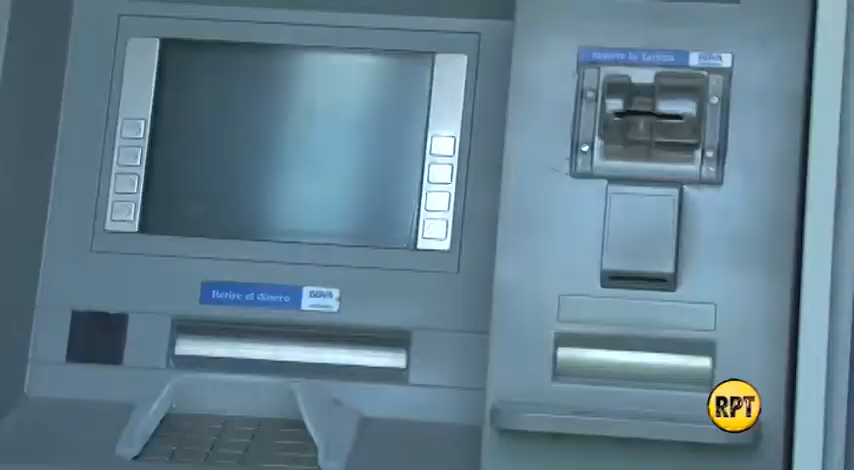 Inserte la Tarjeta BBVA
Retire el dinero BBVA
RPT